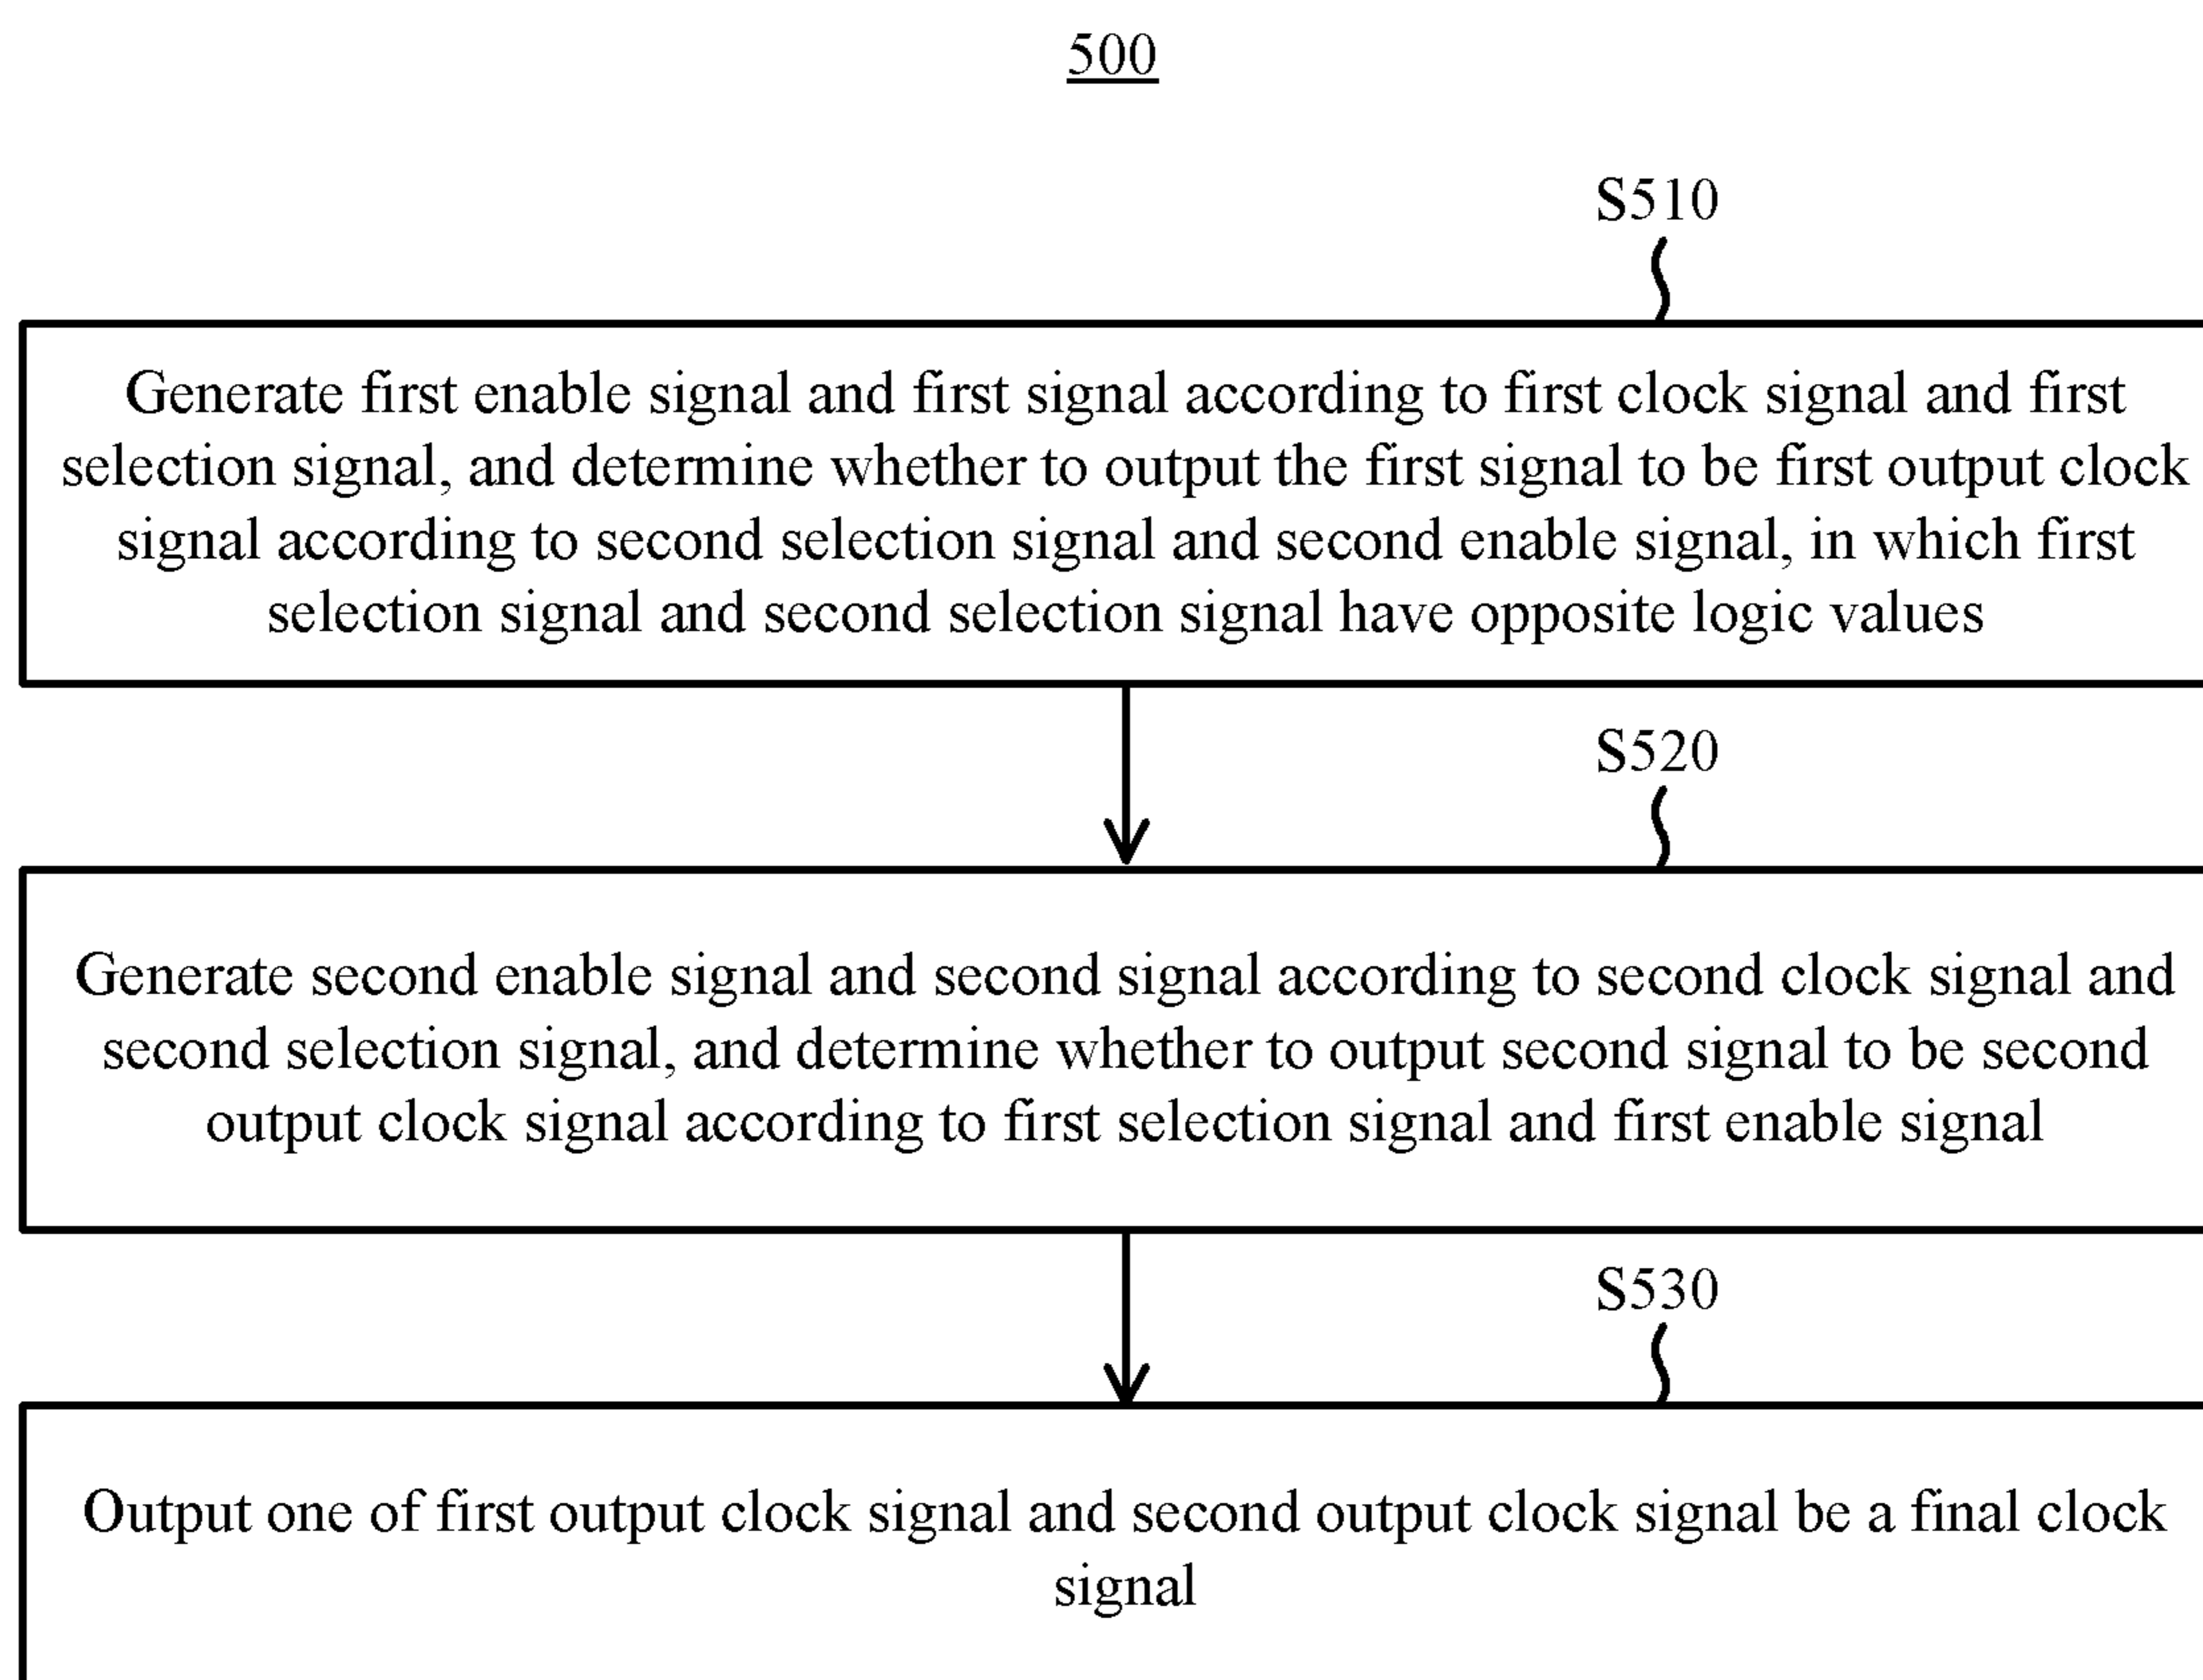 500
S510
Generate first enable signal and first signal according to first clock signal and first
selection signal, and determine whether to output the first signal to be first output clock
signal according to second selection signal and second enable signal, in which first
selection signal and second selection signal have opposite logic values
S520
Generate second enable signal and second signal according to second clock signal and
second selection signal, and determine whether to output second signal to be second
output clock signal according to first selection signal and first enable signal
S530
Output one of first output clock signal and second output clock signal be a final clock
signal